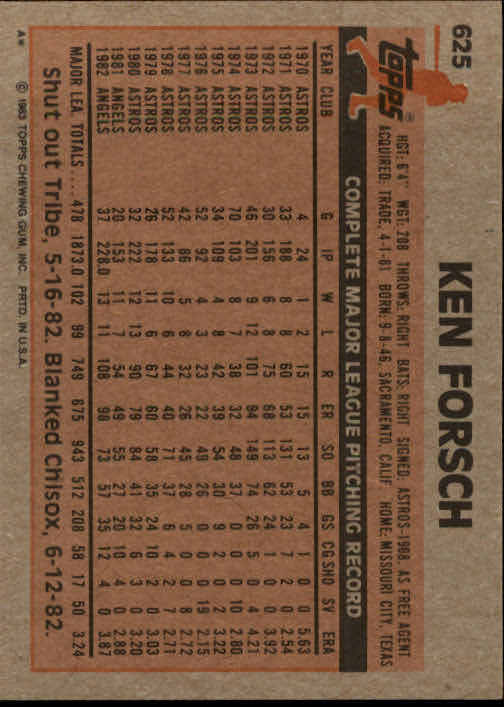 625
topps®
KEN FORSCH
HGT: 6'4" WGT: 208 THROWS: RIGHT BATS: RIGHT SIGNED: ASTROS-1968, AS FREE AGENT
ACQUIRED: TRADE, 4-1-81 BORN: 9-8-46, SACRAMENTO, CALIF HOME: MISSOURI CITY, TEXAS
COMPLETE MAJOR LEAGUE PITCHING RECORD
YEAR CLUB G IP W L R ER SO BB GS CG SHO SV ERA
1970 ASTROS 4 24 1 2 15 15 13 5 4 1 0 0 5.63
1971 ASTROS 33 188 8 8 60 53 131 53 23 7 2 0 2.54
1972 ASTROS 30 156 6 8 75 68 113 62 24 1 0 0 3.92
1973 ASTROS 46 201 9 12 101 94 149 74 26 5 0 4 4.21
1974 ASTROS 70 103 8 7 38 32 48 37 0 0 0 10 2.80
1975 ASTROS 34 109 4 8 42 39 54 30 9 2 0 2 3.22
1976 ASTROS 52 92 4 3 23 22 49 26 0 0 0 19 2.15
1977 ASTROS 42 86 5 8 32 26 45 28 5 0 0 8 2.72
1978 ASTROS 52 133 10 6 44 40 71 37 6 4 2 7 2.71
1979 ASTROS 26 178 11 6 67 60 58 35 24 10 2 0 3.03
1980 ASTROS 32 222 12 13 90 79 84 41 32 6 3 0 3.20
1981 ANGELS 20 153 11 7 54 49 55 27 20 10 4 0 2.88
1982 ANGELS 37 228.0 13 11 108 98 73 57 35 12 4 0 3.87
MAJOR LEA. TOTALS .... 478 1873.0 102 99 749 675 943 512 208 58 17 50 3.24
Shut out Tribe, 5-16-82. Blanked Chisox, 6-12-82.
A* © 1983 TOPPS CHEWING GUM, INC. PRTD. IN U.S.A.